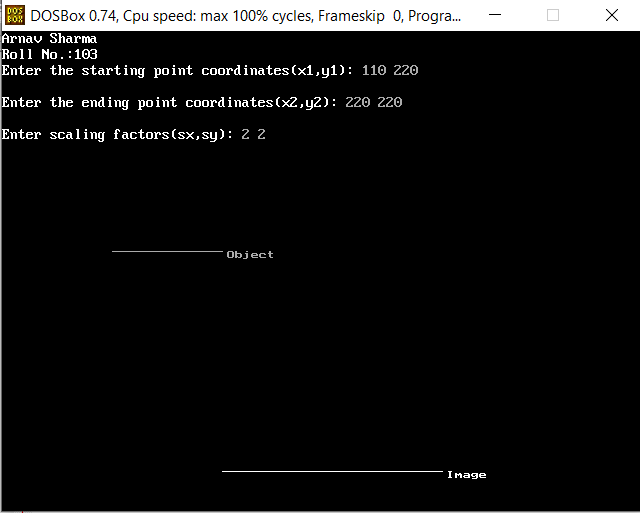 DOSBox 0.74, Cpu speed: max 100% cycles, Frameskip 0, Progra...
Arnav Sharma
Roll No.:103
Enter the starting point coordinates(x1,y1): 110 220
Enter the ending point coordinates(x2,y2): 220 220
Enter scaling factors(sx,sy): 2 2
Object
Image